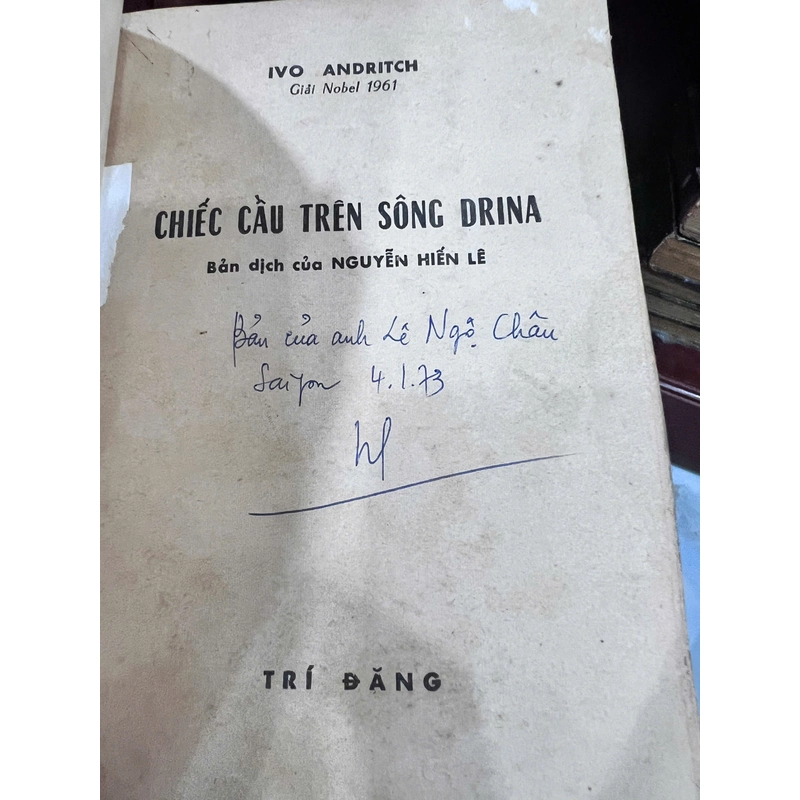 IVO ANDRITCH
Giải Nobel 1961
CHIẾC CẦU TRÊN SÔNG DRINA
Bản dịch của NGUYỄN HIẾN LÊ
Bản của anh Lê Ngộ Châu
Saigon 4.1.73
TRÍ ĐĂNG